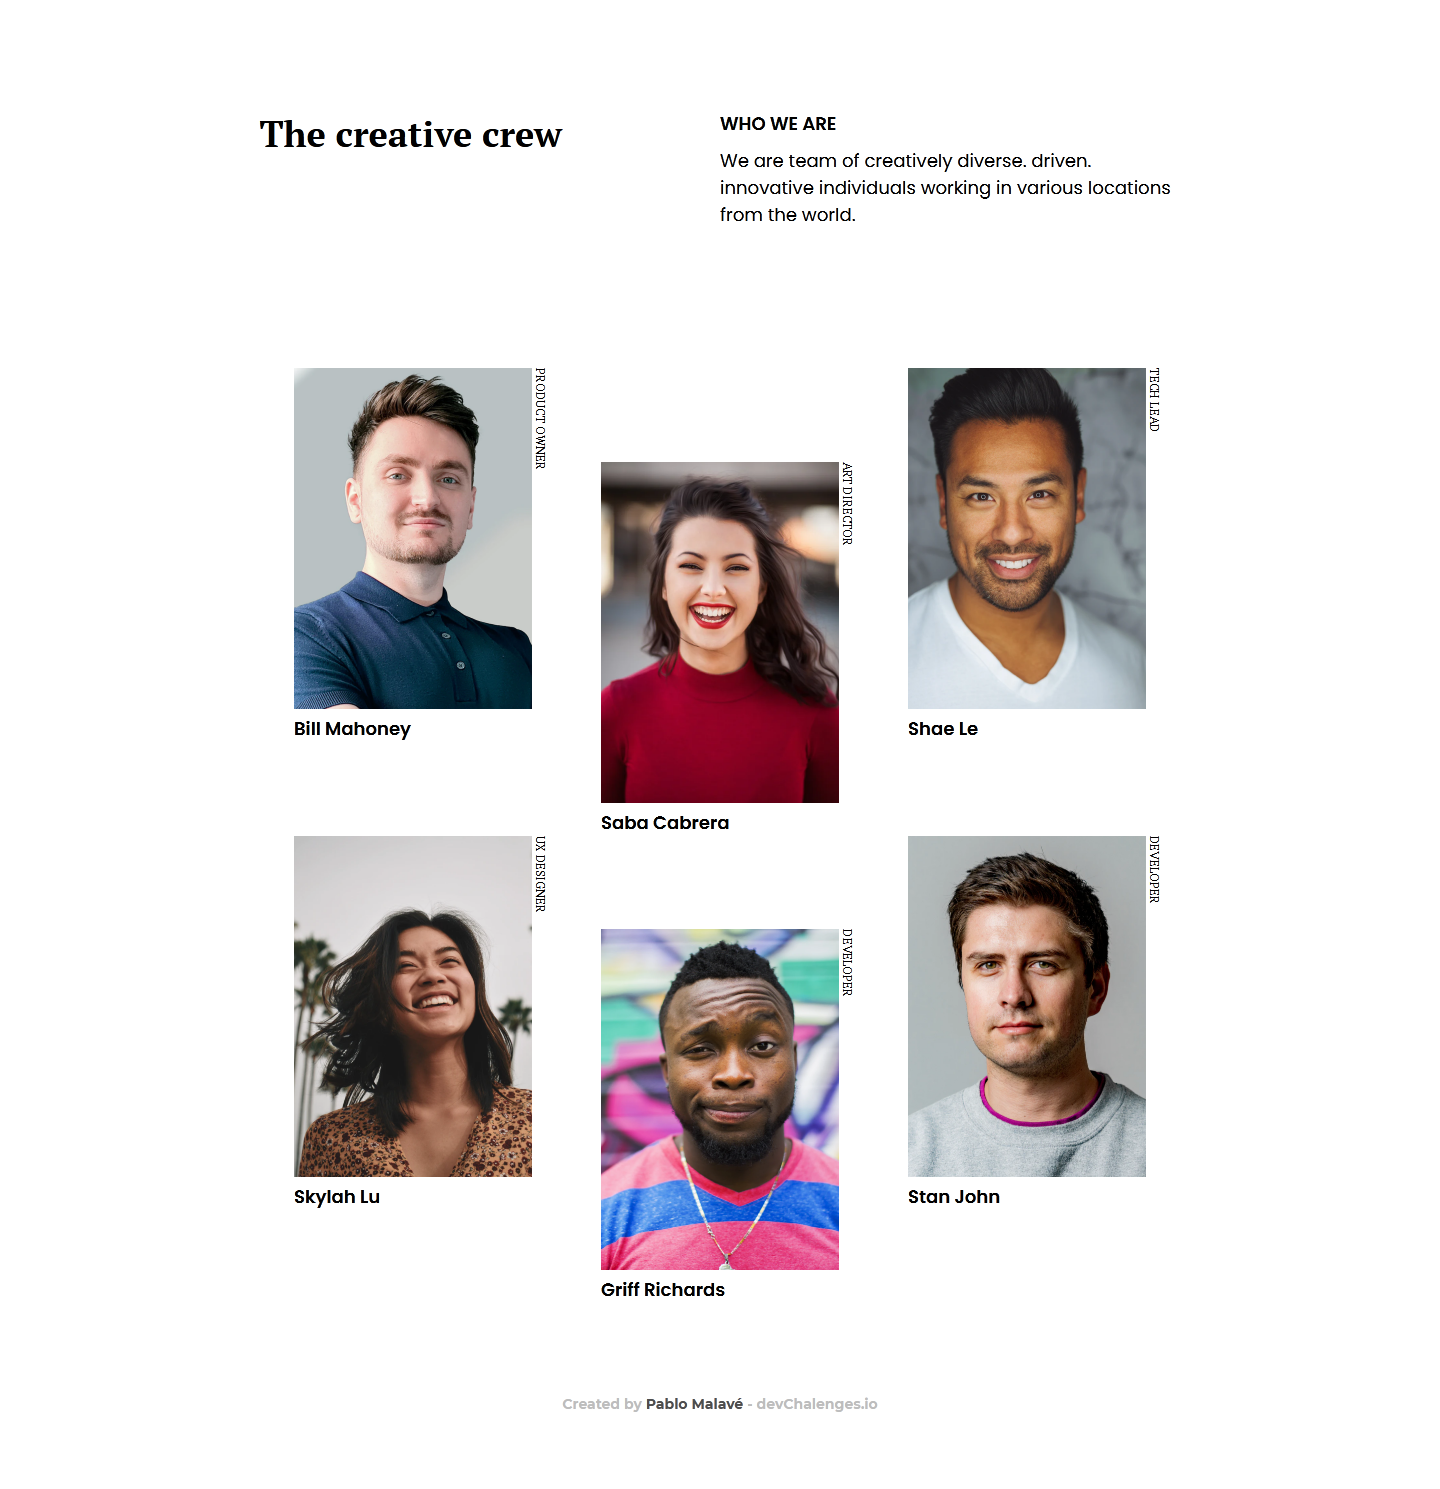 The creative crew
WHO WE ARE
We are team of creatively diverse. driven.
innovative individuals working in various locations
from the world.
PRODUCT OWNER
Bill Mahoney
ART DIRECTOR
Saba Cabrera
TECH LEAD
Shae Le
UX DESIGNER
Skylah Lu
DEVELOPER
Griff Richards
DEVELOPER
Stan John
Created by Pablo Malavé - devChalenges.io